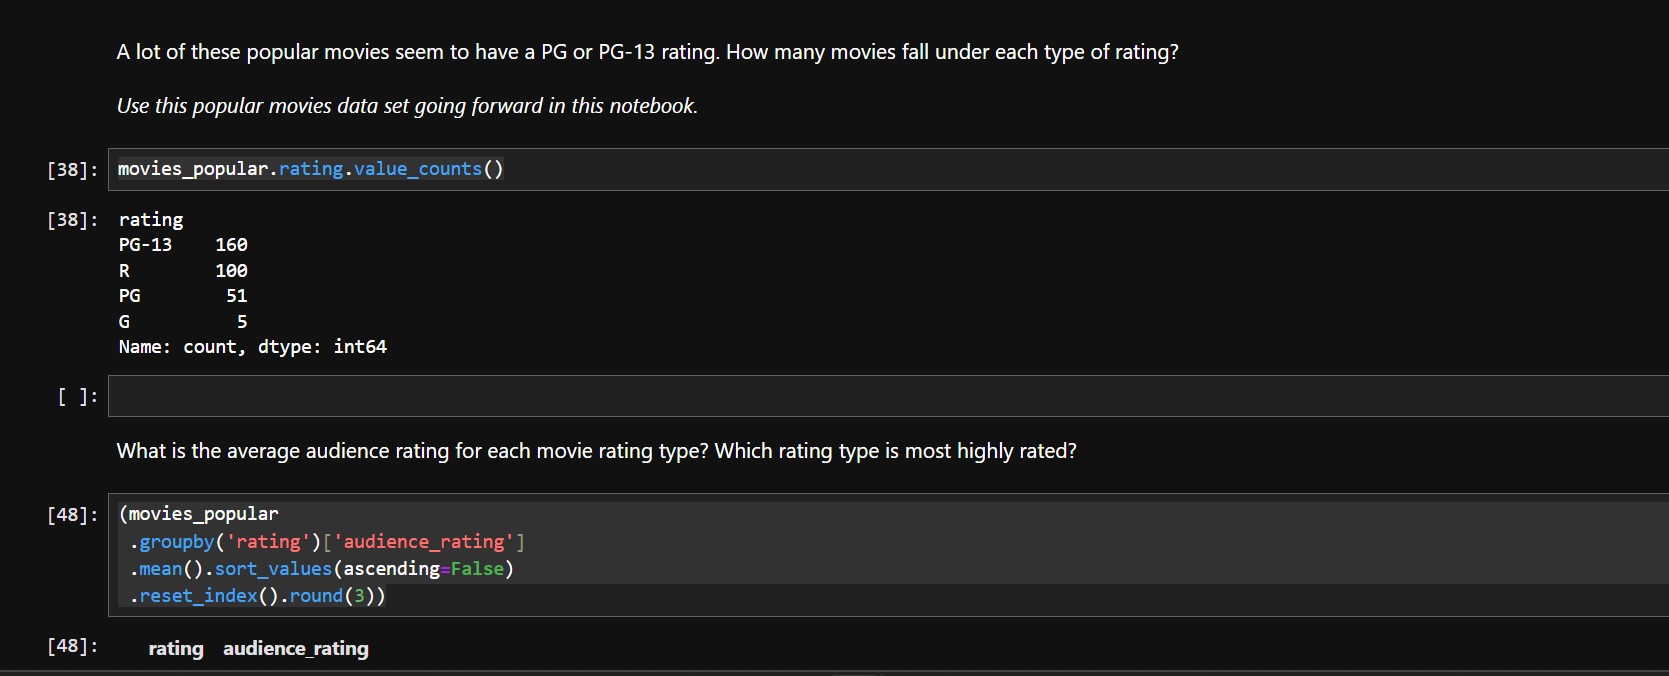 A lot of these popular movies seem to have a PG or PG-13 rating. How many movies fall under each type of rating?
Use this popular movies data set going forward in this notebook.
[38]: movies_popular.rating.value_counts()
[38]: rating
PG-13    160
R        100
PG        51
G          5
Name: count, dtype: int64
[ ]:
What is the average audience rating for each movie rating type? Which rating type is most highly rated?
[48]: (movies_popular
.groupby('rating')['audience_rating']
.mean().sort_values(ascending=False)
.reset_index().round(3))
[48]: rating audience_rating